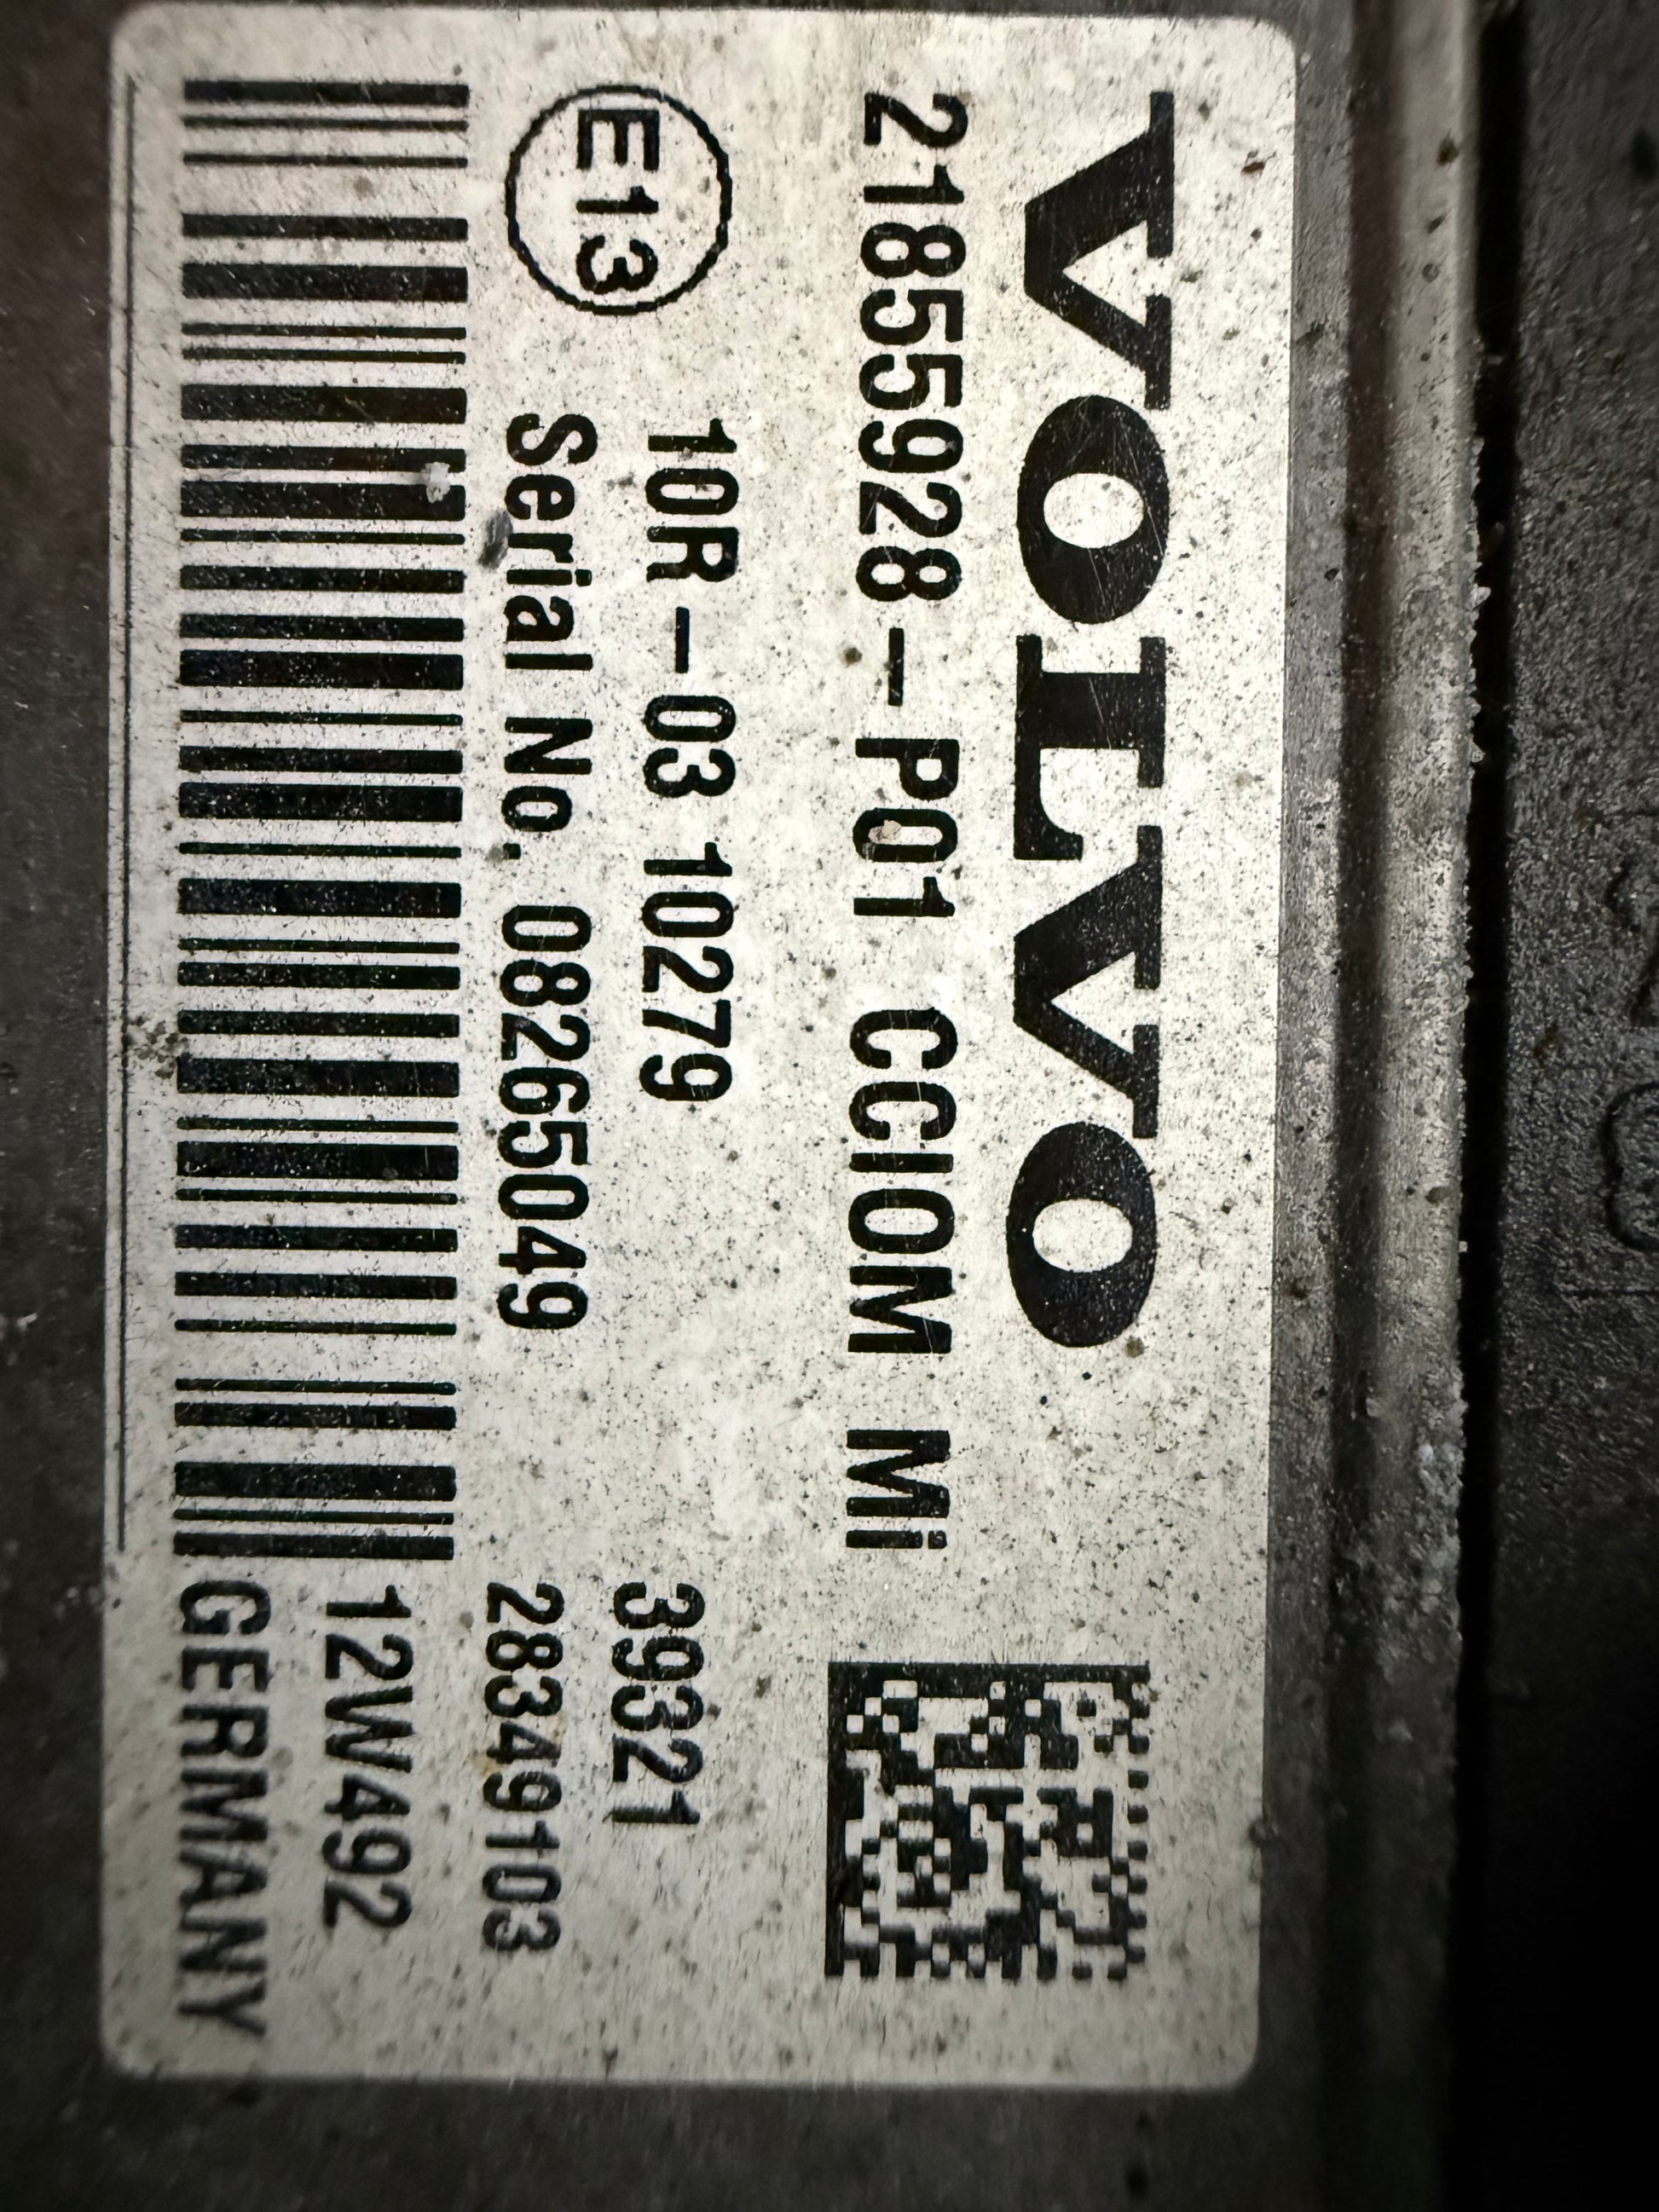 VOLVO
21855928-P01 CCIOM Mi
E13
10R-03 10279
Serial No. 08265049
39321
28349103
12W492
GERMANY